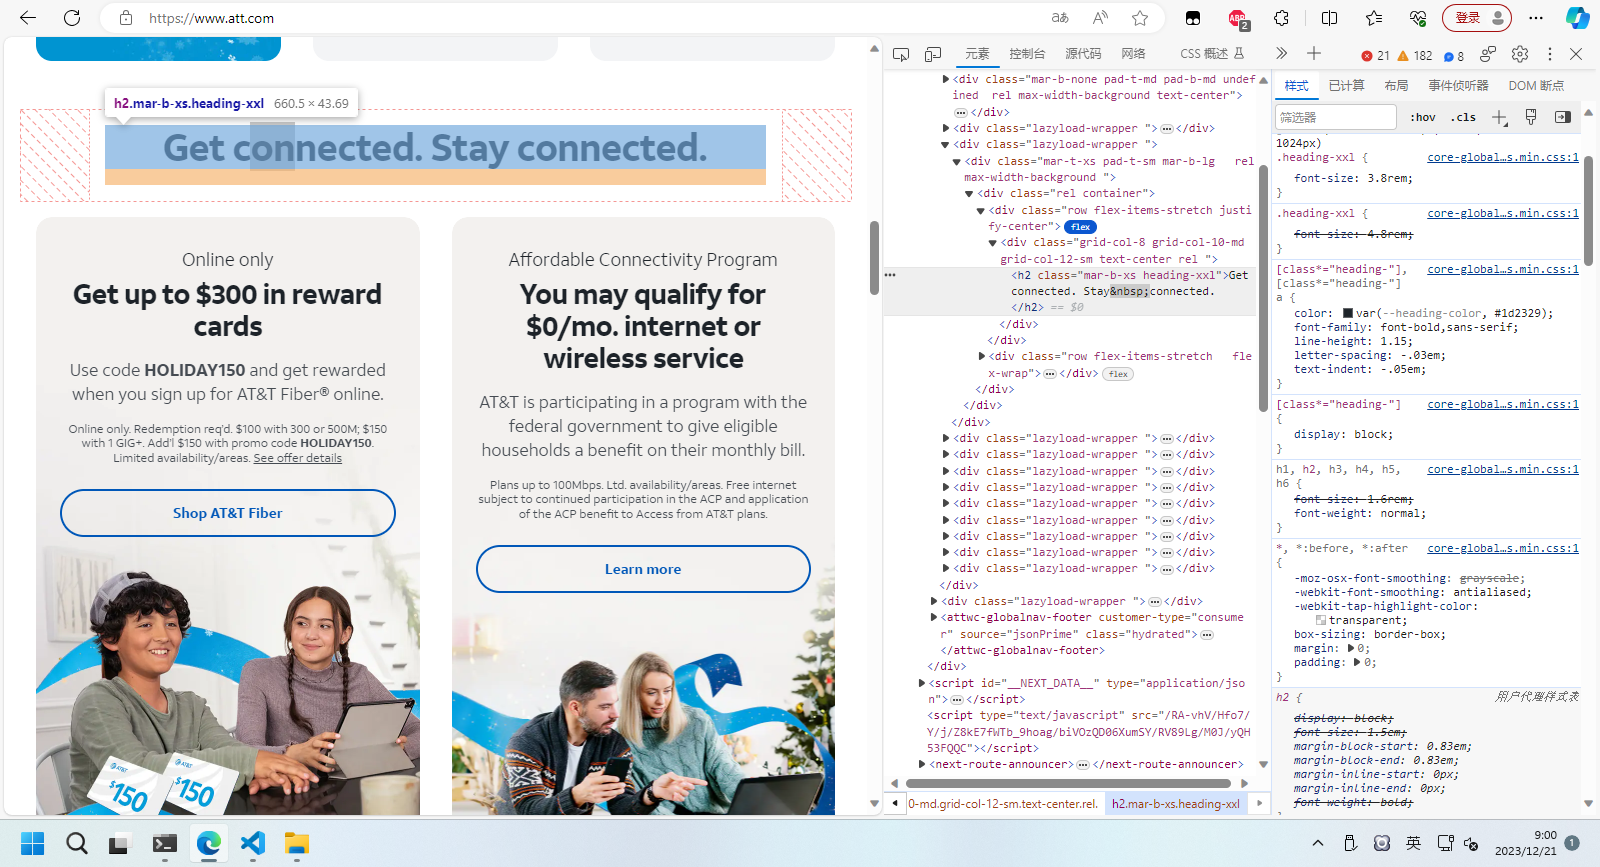 https://www.att.com
aあ
登录
2
h2.mar-b-xs.heading-xxl 660.5 × 43.69
Get connected. Stay connected.
Online only
Get up to $300 in reward
cards
Use code HOLIDAY150 and get rewarded
when you sign up for AT&T Fiber® online.
Online only. Redemption req'd. $100 with 300 or 500M; $150
with 1 GIG+. Add'l $150 with promo code HOLIDAY150.
Limited availability/areas. See offer details
Shop AT&T Fiber
AT&T
$150
AT&T
$150
Affordable Connectivity Program
You may qualify for
$0/mo. internet or
wireless service
AT&T is participating in a program with the
federal government to give eligible
households a benefit on their monthly bill.
Plans up to 100Mbps. Ltd. availability/areas. Free internet
subject to continued participation in the ACP and application
of the ACP benefit to Access from AT&T plans.
Learn more
元素 控制台 源代码 网络 CSS 概述 21 182 8
<div class="mar-b-none pad-t-md pad-b-md undef
ined  rel max-width-background text-center">
</div>
<div class="lazyload-wrapper "></div>
<div class="lazyload-wrapper ">
<div class="mar-t-xs pad-t-sm mar-b-lg   rel
max-width-background ">
<div class="rel container">
<div class="row flex-items-stretch justi
fy-center"> flex
<div class="grid-col-8 grid-col-10-md
grid-col-12-sm text-center rel ">
<h2 class="mar-b-xs heading-xxl">Get
connected. Stay&nbsp;connected.
</h2> == $0
</div>
</div>
<div class="row flex-items-stretch   fle
x-wrap"></div> flex
</div>
</div>
</div>
<div class="lazyload-wrapper "></div>
<div class="lazyload-wrapper "></div>
<div class="lazyload-wrapper "></div>
<div class="lazyload-wrapper "></div>
<div class="lazyload-wrapper "></div>
<div class="lazyload-wrapper "></div>
<div class="lazyload-wrapper "></div>
<div class="lazyload-wrapper "></div>
<div class="lazyload-wrapper "></div>
</div>
<div class="lazyload-wrapper "></div>
<attwc-globalnav-footer customer-type="consume
r" source="jsonPrime" class="hydrated">
</attwc-globalnav-footer>
</div>
<script id="__NEXT_DATA__" type="application/jso
n"></script>
<script type="text/javascript" src="/RA-vhV/Hfo7/
Y/j/Z8kE7fWTb_9hoag/biVOzQD06XumSY/RV89Lg/M0J/yQH
53FQQC"></script>
<next-route-announcer></next-route-announcer>
0-md.grid-col-12-sm.text-center.rel. h2.mar-b-xs.heading-xxl
样式 已计算 布局 事件侦听器 DOM 断点
筛选器 :hov .cls
1024px)
.heading-xxl { core-global…s.min.css:1
font-size: 3.8rem;
}
.heading-xxl { core-global…s.min.css:1
font-size: 4.8rem;
}
[class*="heading-"], core-global…s.min.css:1
[class*="heading-"]
a {
color: var(--heading-color, #1d2329);
font-family: font-bold,sans-serif;
line-height: 1.15;
letter-spacing: -.03em;
text-indent: -.05em;
}
[class*="heading-"] core-global…s.min.css:1
{
display: block;
}
h1, h2, h3, h4, h5, core-global…s.min.css:1
h6 {
font-size: 1.6rem;
font-weight: normal;
}
*, *:before, *:after core-global…s.min.css:1
{
-moz-osx-font-smoothing: grayscale;
-webkit-font-smoothing: antialiased;
-webkit-tap-highlight-color:
transparent;
box-sizing: border-box;
margin: 0;
padding: 0;
}
h2 { 用户代理样式表
display: block;
font-size: 1.5em;
margin-block-start: 0.83em;
margin-block-end: 0.83em;
margin-inline-start: 0px;
margin-inline-end: 0px;
font-weight: bold;
英
9:00
2023/12/21
1